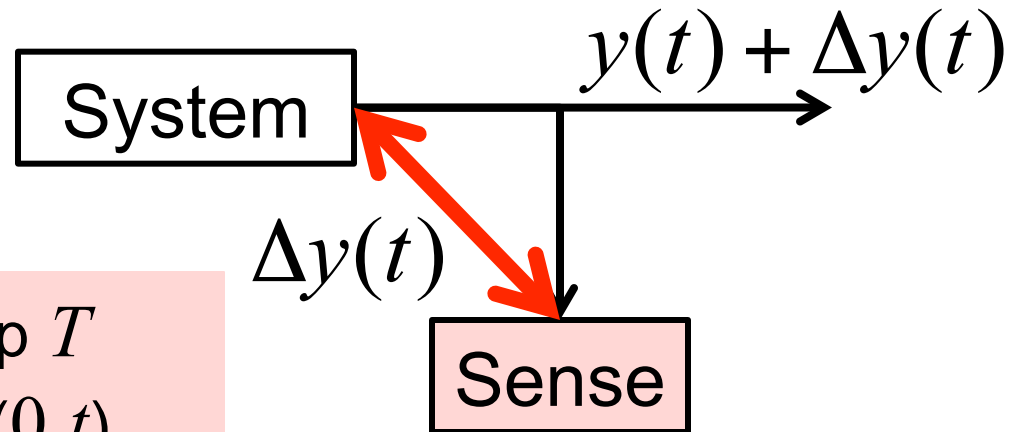 y(t) + Δy(t)
System
Δy(t)
T
t)
Sense